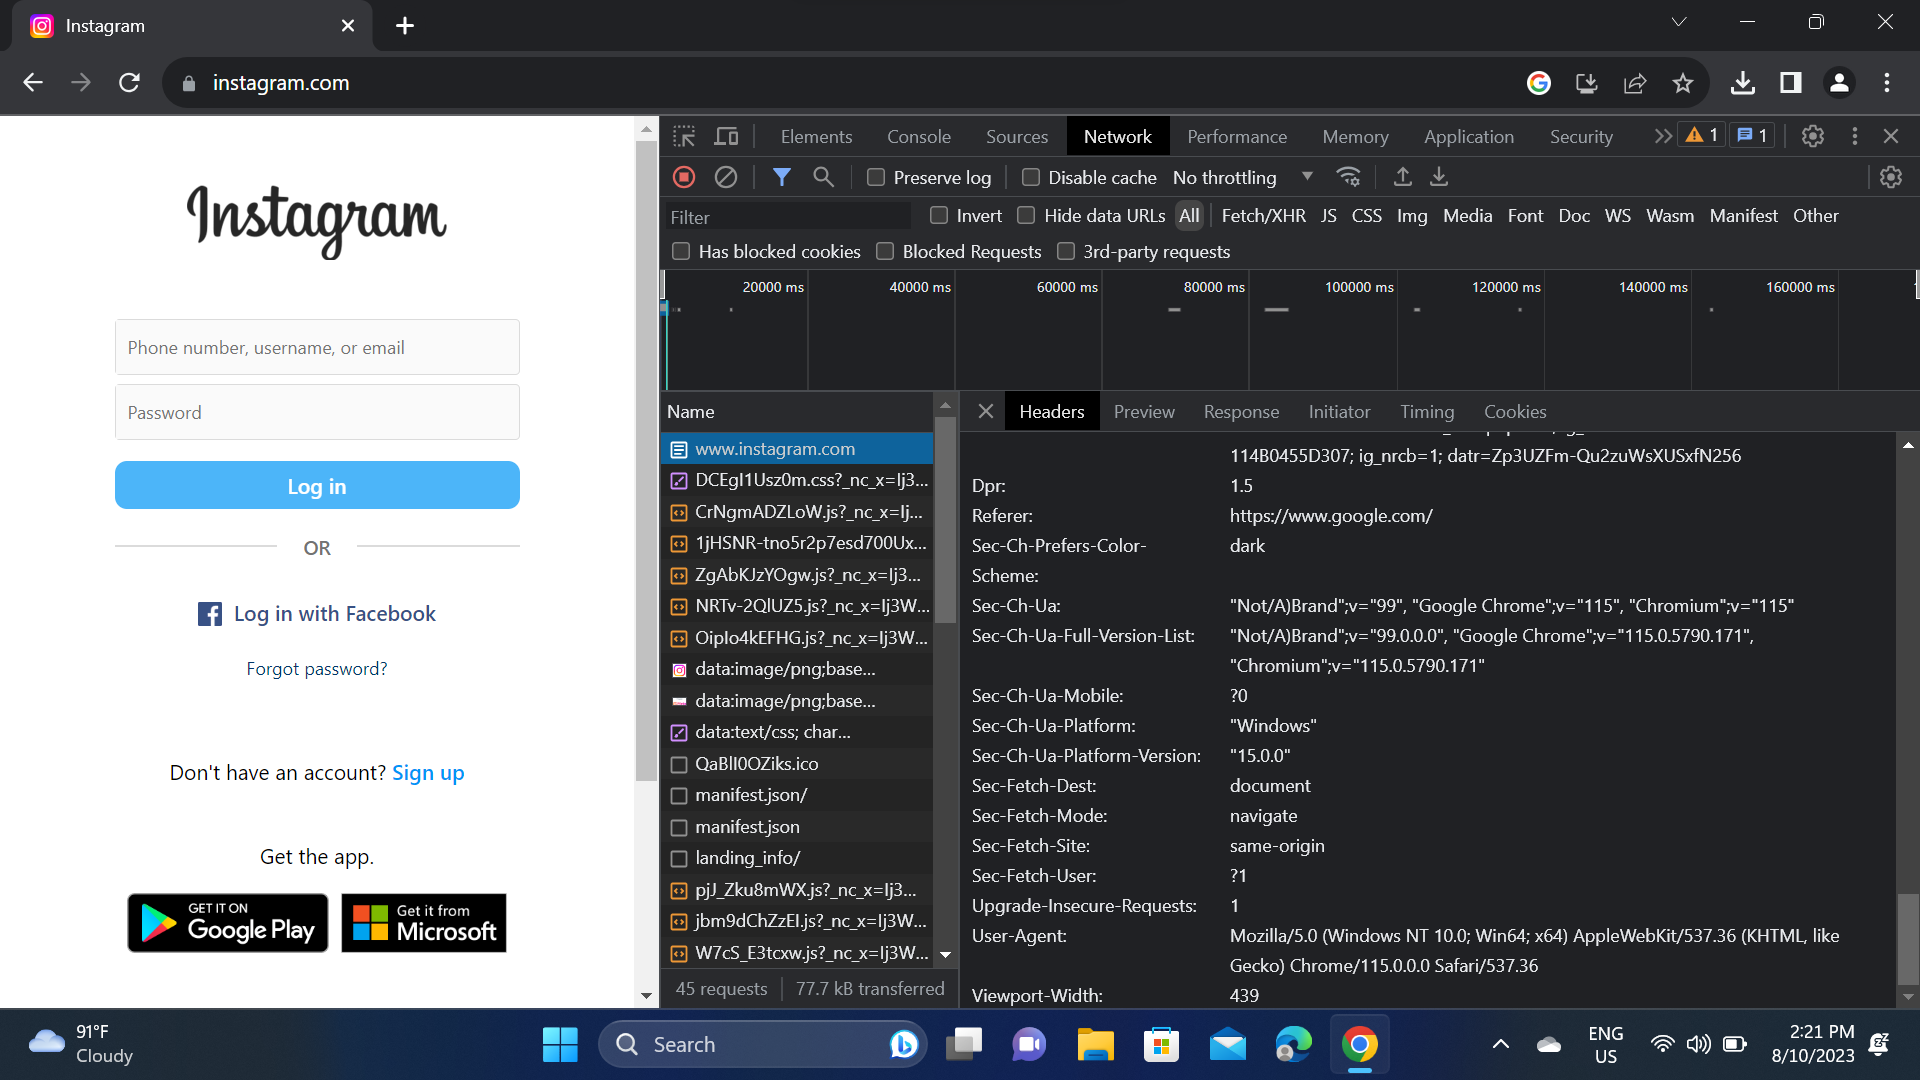 Instagram
instagram.com
Instagram
Phone number, username, or email
Password
Log in
OR
Log in with Facebook
Forgot password?
Don't have an account? Sign up
Get the app.
GET IT ON
Google Play
Get it from
Microsoft
Elements Console Sources Network Performance Memory Application Security 1 1
Preserve log Disable cache No throttling
Filter Invert Hide data URLs All Fetch/XHR JS CSS Img Media Font Doc WS Wasm Manifest Other
Has blocked cookies Blocked Requests 3rd-party requests
20000 ms 40000 ms 60000 ms 80000 ms 100000 ms 120000 ms 140000 ms 160000 ms
Name
www.instagram.com
DCEgI1Usz0m.css?_nc_x=Ij3...
CrNgmADZLoW.js?_nc_x=Ij...
1jHSNR-tno5r2p7esd700Ux...
ZgAbKJzYOgw.js?_nc_x=Ij3...
NRTv-2QlUZ5.js?_nc_x=Ij3W...
OipIo4kEFHG.js?_nc_x=Ij3W...
data:image/png;base...
data:image/png;base...
data:text/css; char...
QaBlI0OZiks.ico
manifest.json/
manifest.json
landing_info/
pjJ_Zku8mWX.js?_nc_x=Ij3...
jbm9dChZzEI.js?_nc_x=Ij3W...
W7cS_E3tcxw.js?_nc_x=Ij3W...
45 requests 77.7 kB transferred
Headers Preview Response Initiator Timing Cookies
114B0455D307; ig_nrcb=1; datr=Zp3UZFm-Qu2zuWsXUSxfN256
Dpr: 1.5
Referer: https://www.google.com/
Sec-Ch-Prefers-Color- dark
Scheme:
Sec-Ch-Ua: "Not/A)Brand";v="99", "Google Chrome";v="115", "Chromium";v="115"
Sec-Ch-Ua-Full-Version-List: "Not/A)Brand";v="99.0.0.0", "Google Chrome";v="115.0.5790.171",
"Chromium";v="115.0.5790.171"
Sec-Ch-Ua-Mobile: ?0
Sec-Ch-Ua-Platform: "Windows"
Sec-Ch-Ua-Platform-Version: "15.0.0"
Sec-Fetch-Dest: document
Sec-Fetch-Mode: navigate
Sec-Fetch-Site: same-origin
Sec-Fetch-User: ?1
Upgrade-Insecure-Requests: 1
User-Agent: Mozilla/5.0 (Windows NT 10.0; Win64; x64) AppleWebKit/537.36 (KHTML, like
Gecko) Chrome/115.0.0.0 Safari/537.36
Viewport-Width: 439
91°F
Cloudy
Search
ENG
US
2:21 PM
8/10/2023